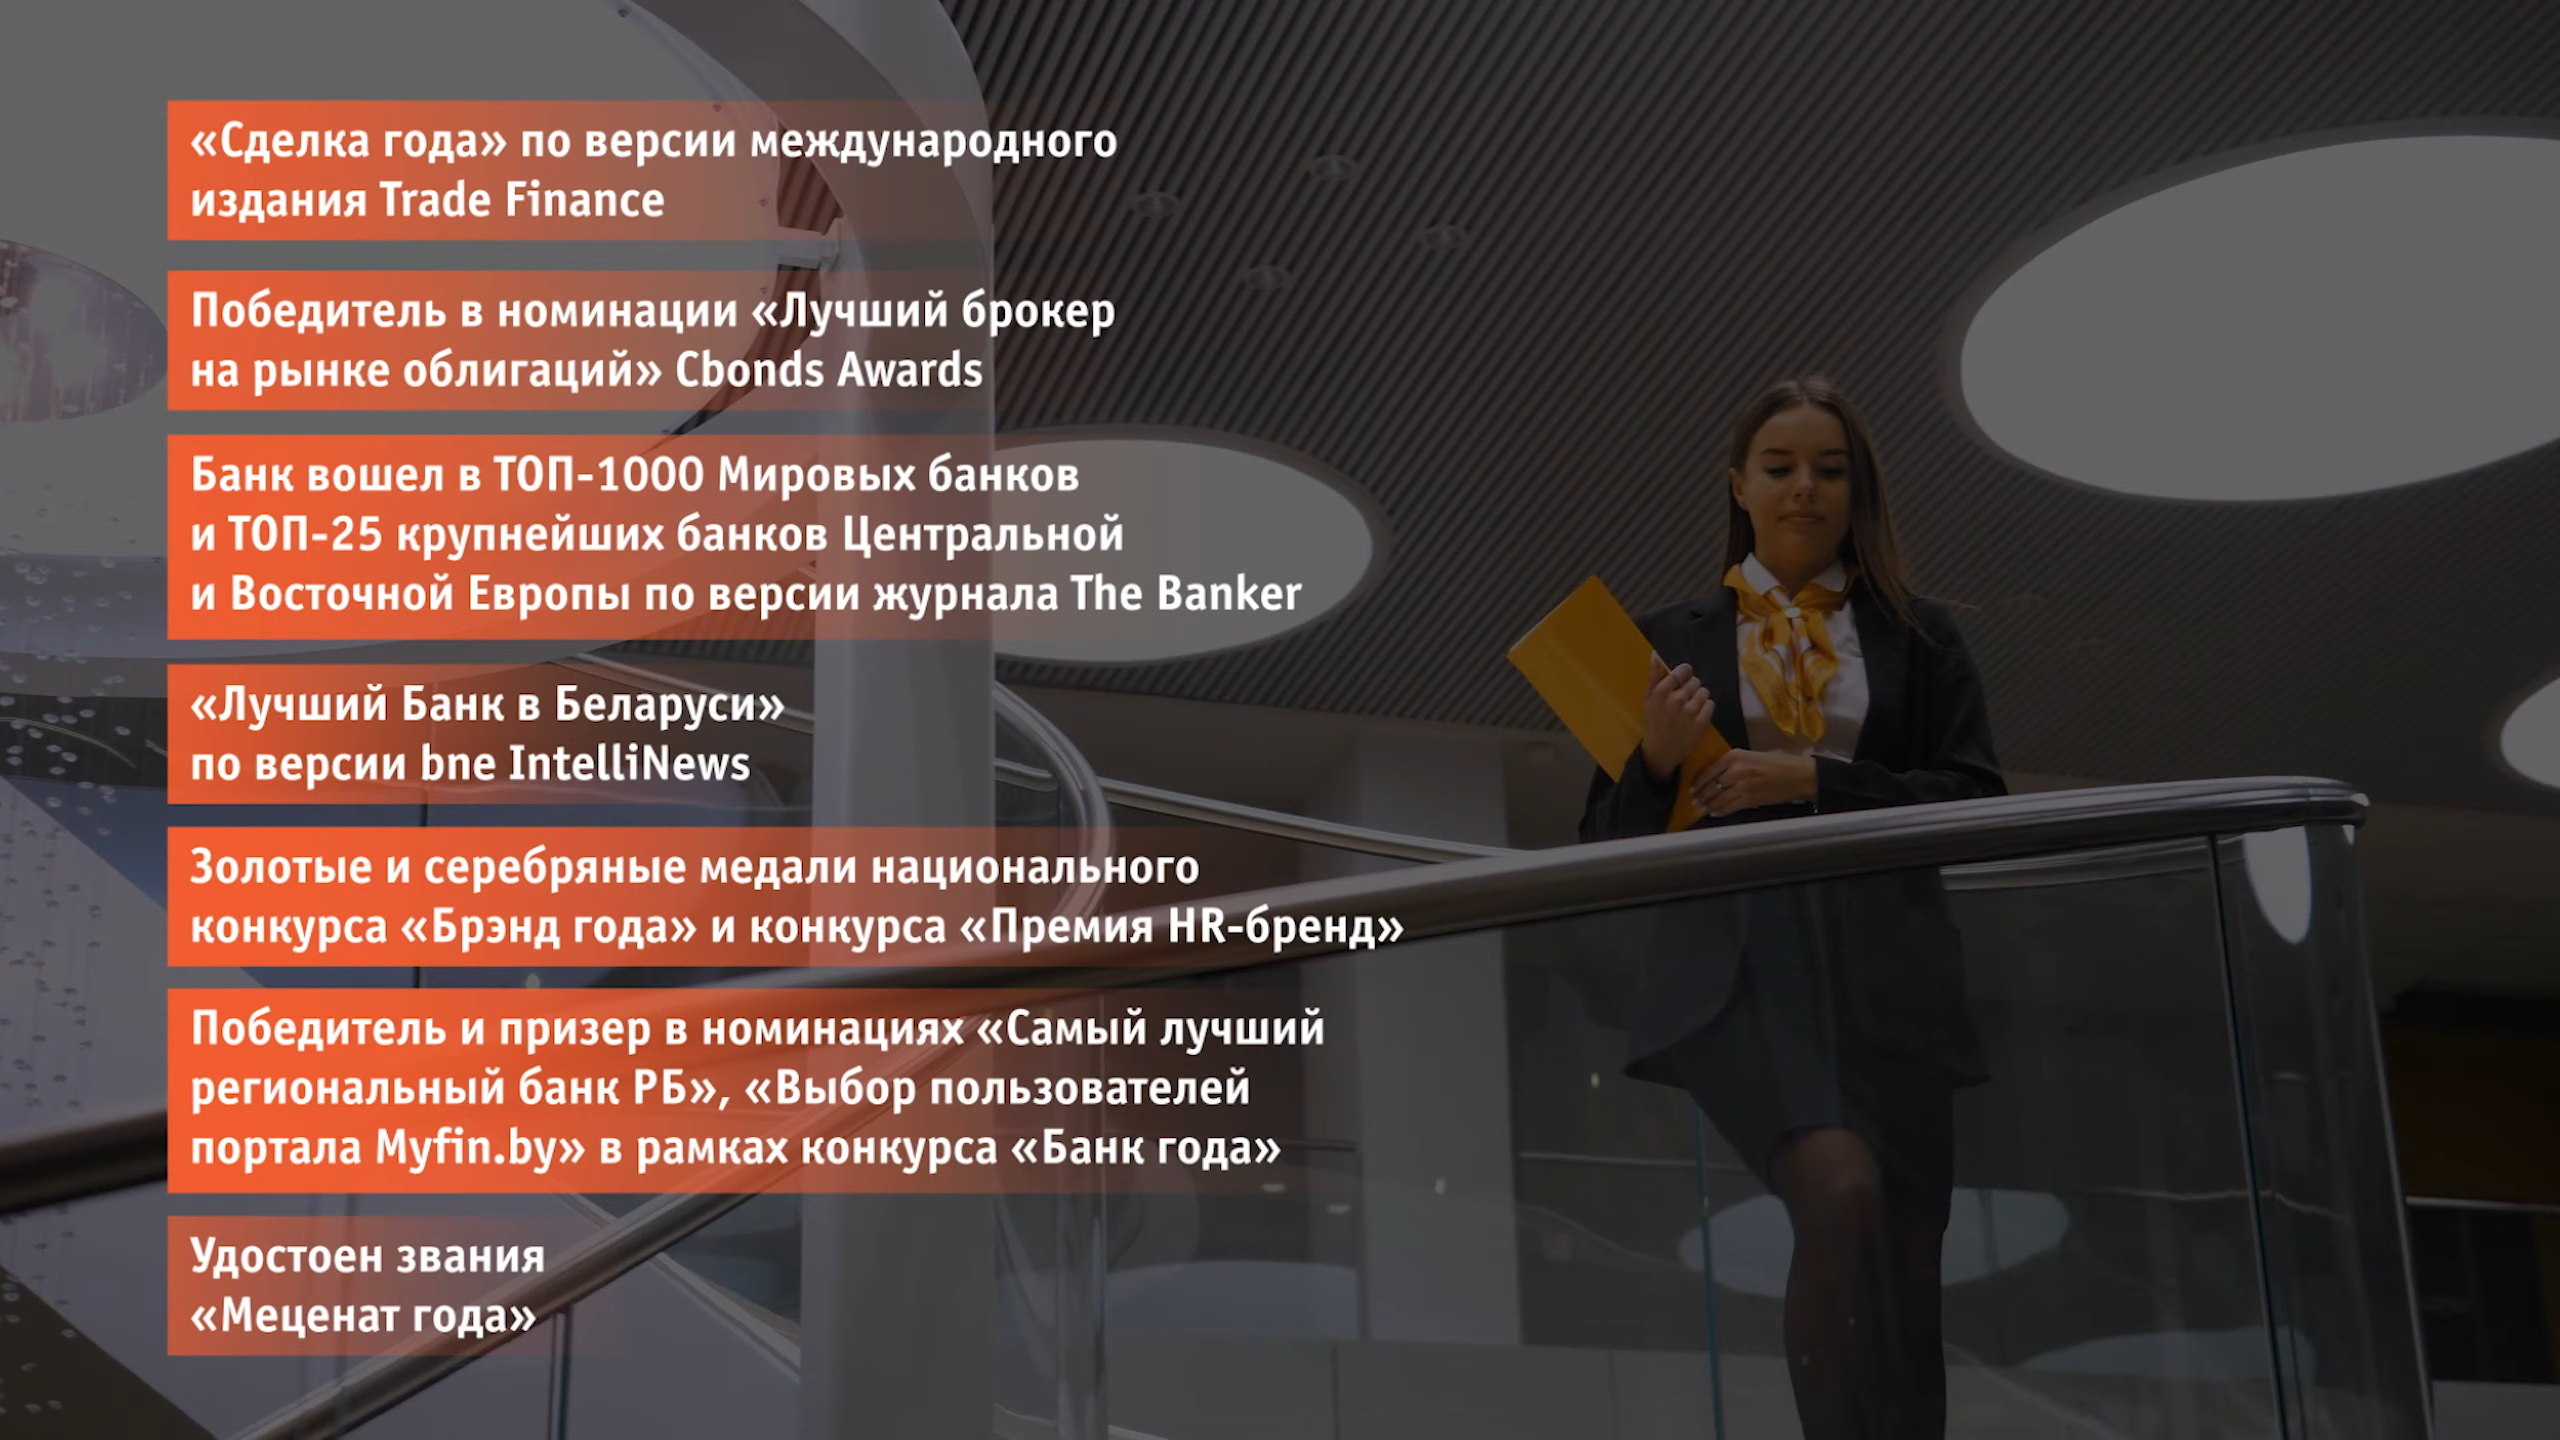 «Сделка года» по версии международного
издания Trade Finance
Победитель в номинации «Лучший брокер
на рынке облигаций» Cbonds Awards
Банк вошел в ТОП-1000 Мировых банков
и ТОП-25 крупнейших банков Центральной
и Восточной Европы по версии журнала The Banker
«Лучший Банк в Беларуси»
по версии bne IntelliNews
Золотые и серебряные медали национального
конкурса «Брэнд года» и конкурса «Премия HR-бренд»
Победитель и призер в номинациях «Самый лучший
региональный банк РБ», «Выбор пользователей
портала Myfin.by» в рамках конкурса «Банк года»
Удостоен звания
«Меценат года»